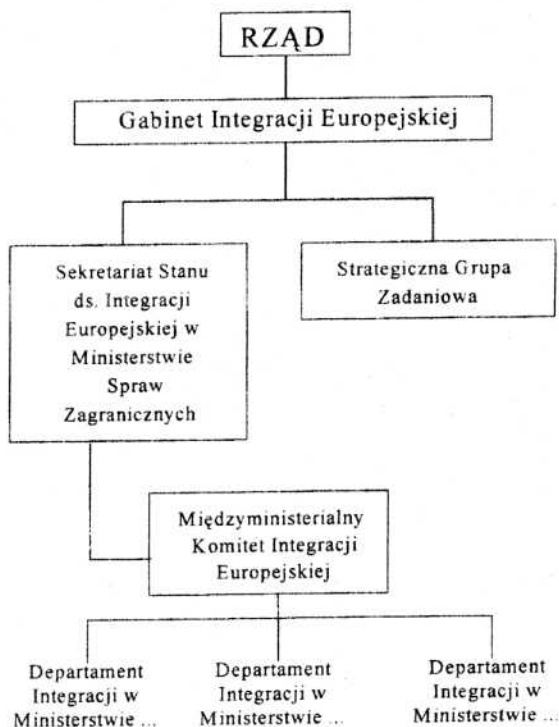 RZĄD
Gabinet Integracji Europejskiej
Sekretariat Stanu
ds. Integracji
Europejskiej w
Ministerstwie
Spraw
Zagranicznych
Strategiczna Grupa
Zadaniowa
Międzyministerialny
Komitet Integracji
Europejskiej
Departament
Integracji w
Ministerstwie ...
Departament
Integracji w
Ministerstwie ...
Departament
Integracji w
Ministerstwie ...